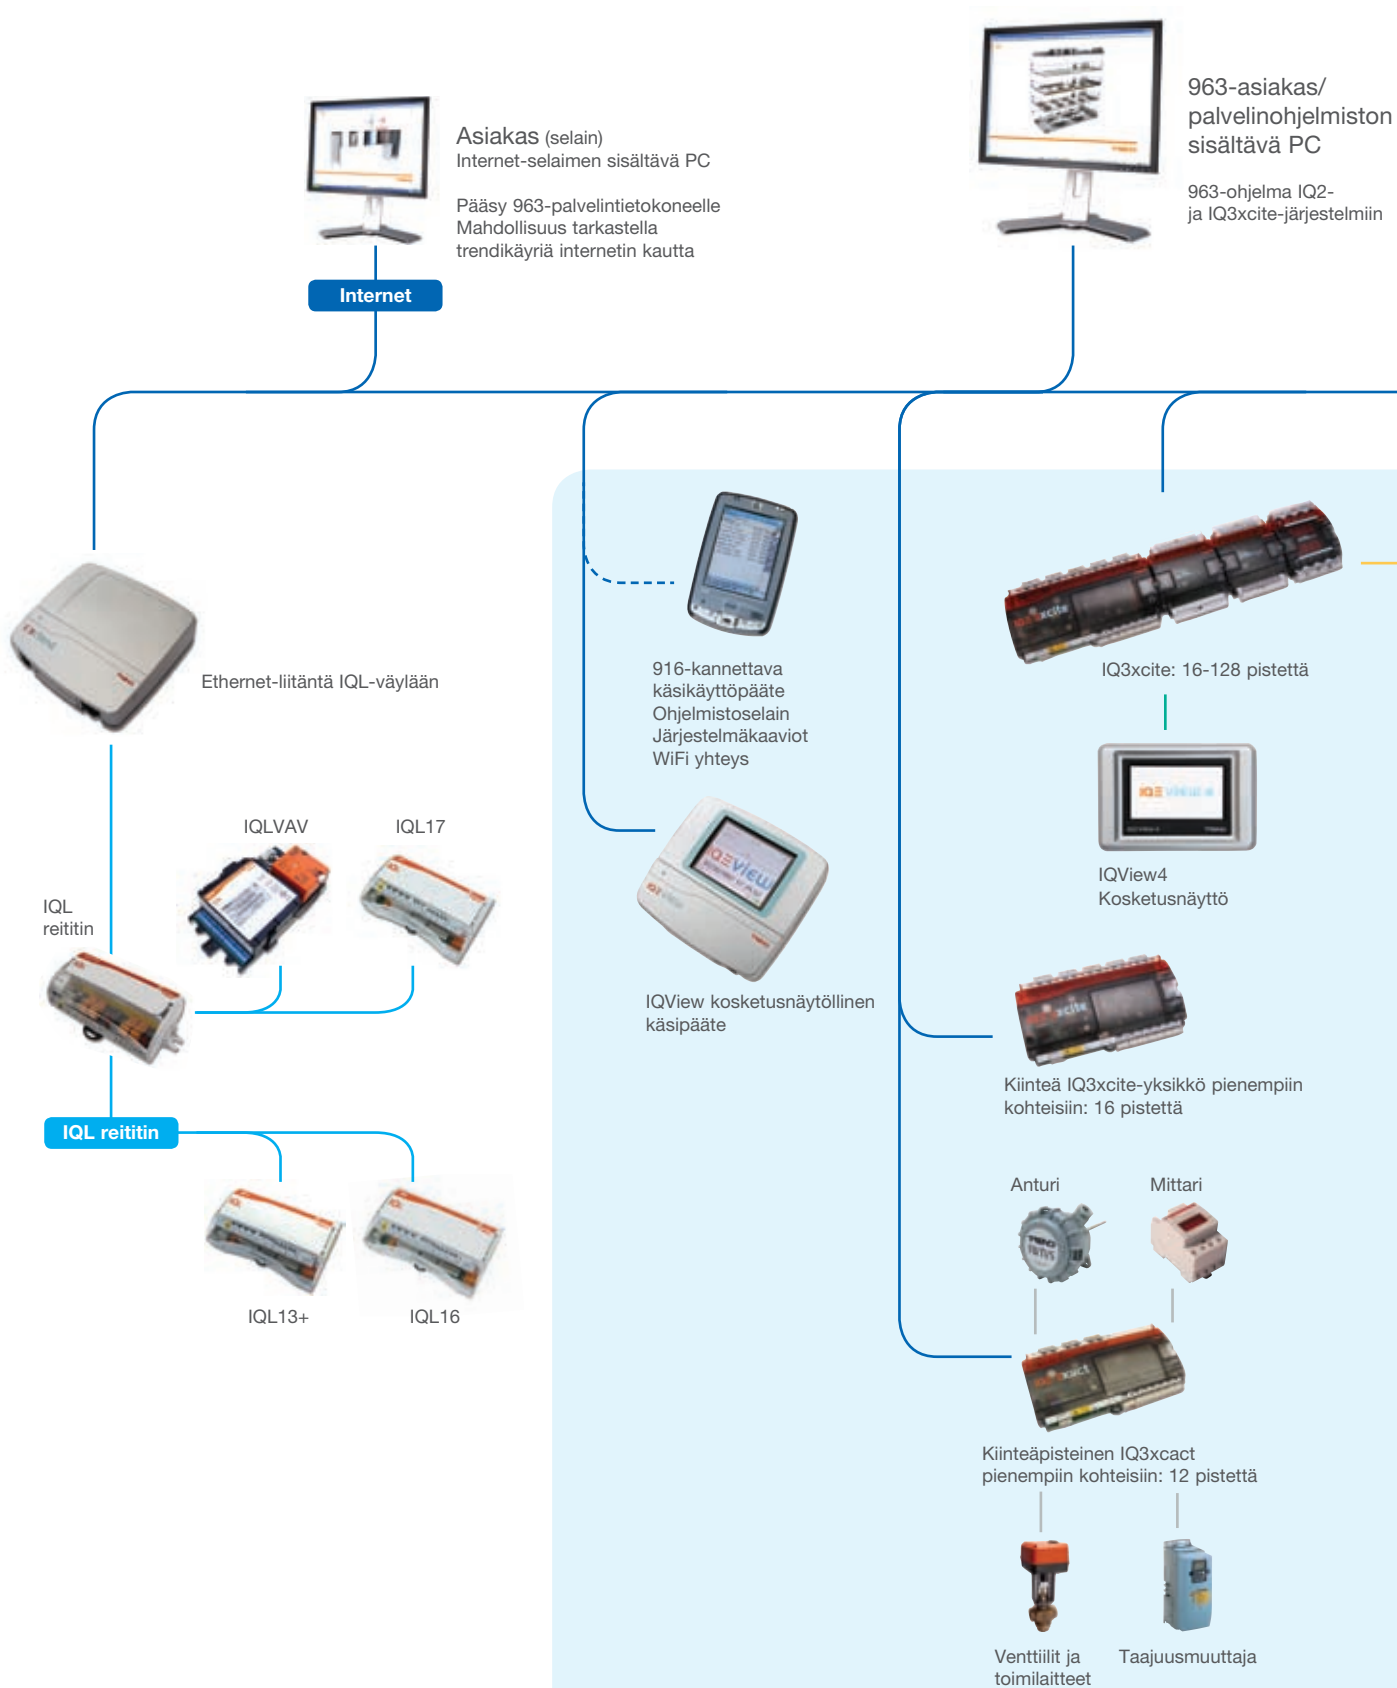 Asiakas (selain)
Internet-selaimen sisältävä PC
Pääsy 963-palvelintietokoneelle
Mahdollisuus tarkastella
trendikäyriä internetin kautta
Internet
963-asiakas/
palvelinohjelmiston
sisältävä PC
963-ohjelma IQ2-
ja IQ3xcite-järjestelmiin
Ethernet-liitäntä IQL-väylään
IQLVAV
IQL17
IQL
reititin
IQL reititin
IQL13+
IQL16
916-kannettava
käsikäyttöpääte
Ohjelmistoselain
Järjestelmäkaaviot
WiFi yhteys
IQView kosketusnäytöllinen
käsipääte
IQ3xcite: 16-128 pistettä
IQView4
Kosketusnäyttö
Kiinteä IQ3xcite-yksikkö pienempiin
kohteisiin: 16 pistettä
Anturi
Mittari
Kiinteäpisteinen IQ3xcact
pienempiin kohteisiin: 12 pistettä
Venttiilit ja
toimilaitteet
Taajuusmuuttaja